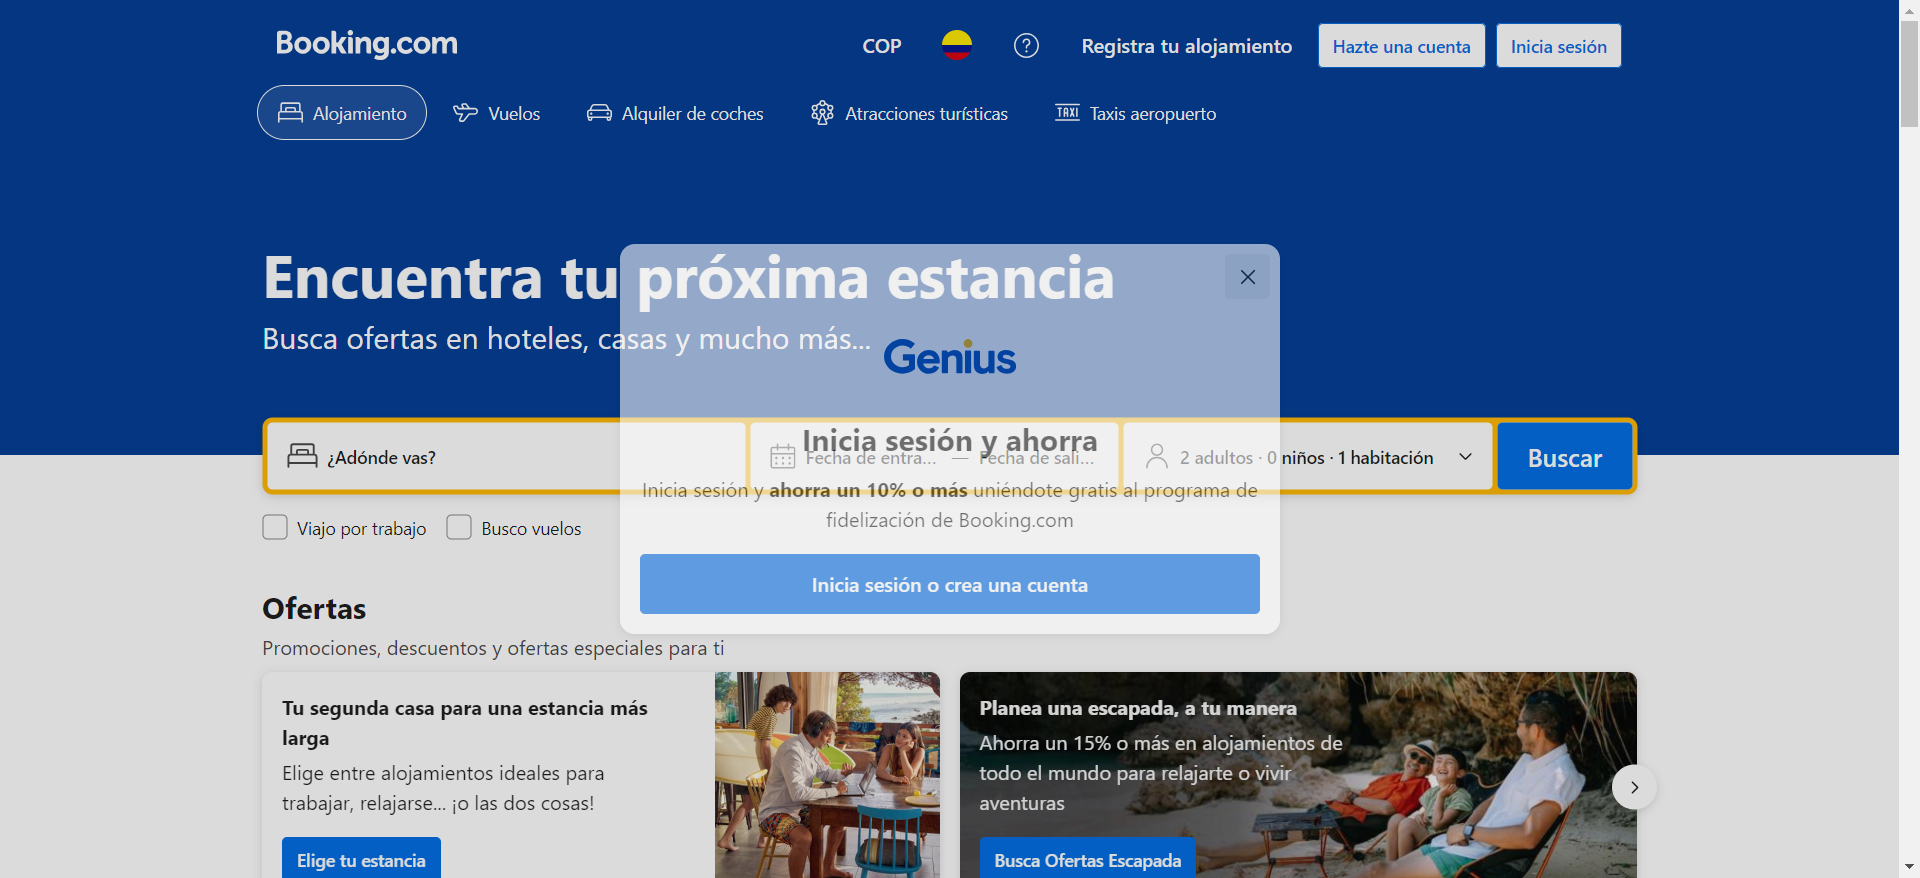 Booking.com
COP
?
Registra tu alojamiento
Hazte una cuenta
Inicia sesión
Alojamiento
Vuelos
Alquiler de coches
Atracciones turísticas
TAXI
Taxis aeropuerto
Encuentra tu próxima estancia
Busca ofertas en hoteles, casas y mucho más...
Genius
Inicia sesión y ahorra
Inicia sesión y ahorra un 10% o más uniéndote gratis al programa de
fidelización de Booking.com
Inicia sesión o crea una cuenta
¿Adónde vas?
Fecha de entra... — Fecha de sali...
2 adultos · 0 niños · 1 habitación
Buscar
Viajo por trabajo
Busco vuelos
Ofertas
Promociones, descuentos y ofertas especiales para ti
Tu segunda casa para una estancia más
larga
Elige entre alojamientos ideales para
trabajar, relajarse... ¡o las dos cosas!
Elige tu estancia
Planea una escapada, a tu manera
Ahorra un 15% o más en alojamientos de
todo el mundo para relajarte o vivir
aventuras
Busca Ofertas Escapada